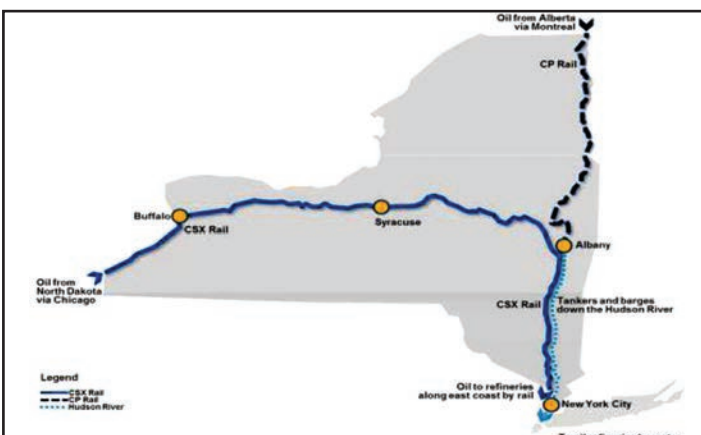 Oil from Alberta
via Montreal
CP Rail
Buffalo
CSX Rail
Syracuse
Albany
Oil from
North Dakota
via Chicago
CSX Rail
Tankers and barges
down the Hudson River
Legend
CSX Rail
CP Rail
Hudson River
Oil to refineries
along east coast by rail
New York City